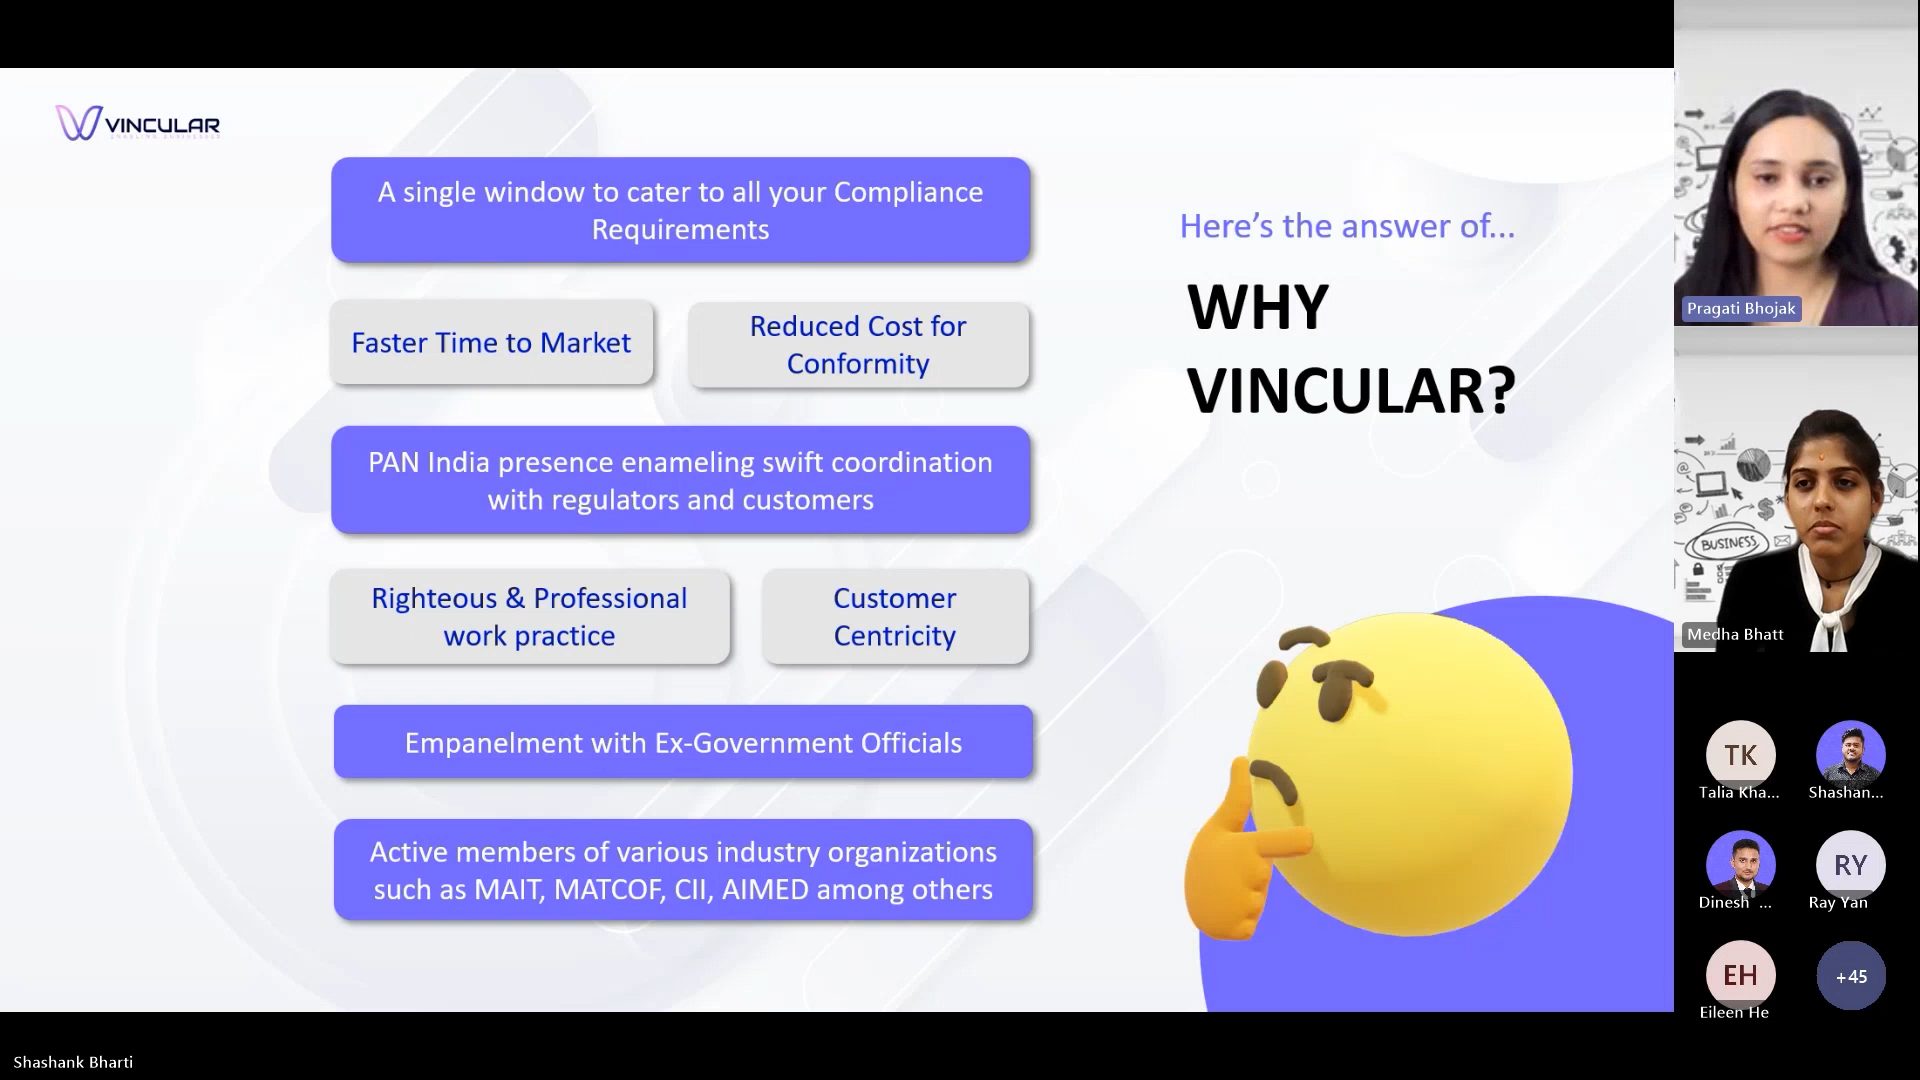 VINCULAR
A single window to cater to all your Compliance
Requirements
Faster Time to Market
Reduced Cost for
Conformity
PAN India presence enameling swift coordination
with regulators and customers
Righteous & Professional
work practice
Customer
Centricity
Empanelment with Ex-Government Officials
Active members of various industry organizations
such as MAIT, MATCOF, CII, AIMED among others
Here’s the answer of...
WHY
VINCULAR?
Pragati Bhojak
BUSINESS
Medha Bhatt
TK
Talia Kha...
Shashan...
Dinesh ...
RY
Ray Yan
EH
Eileen He
+45
Shashank Bharti